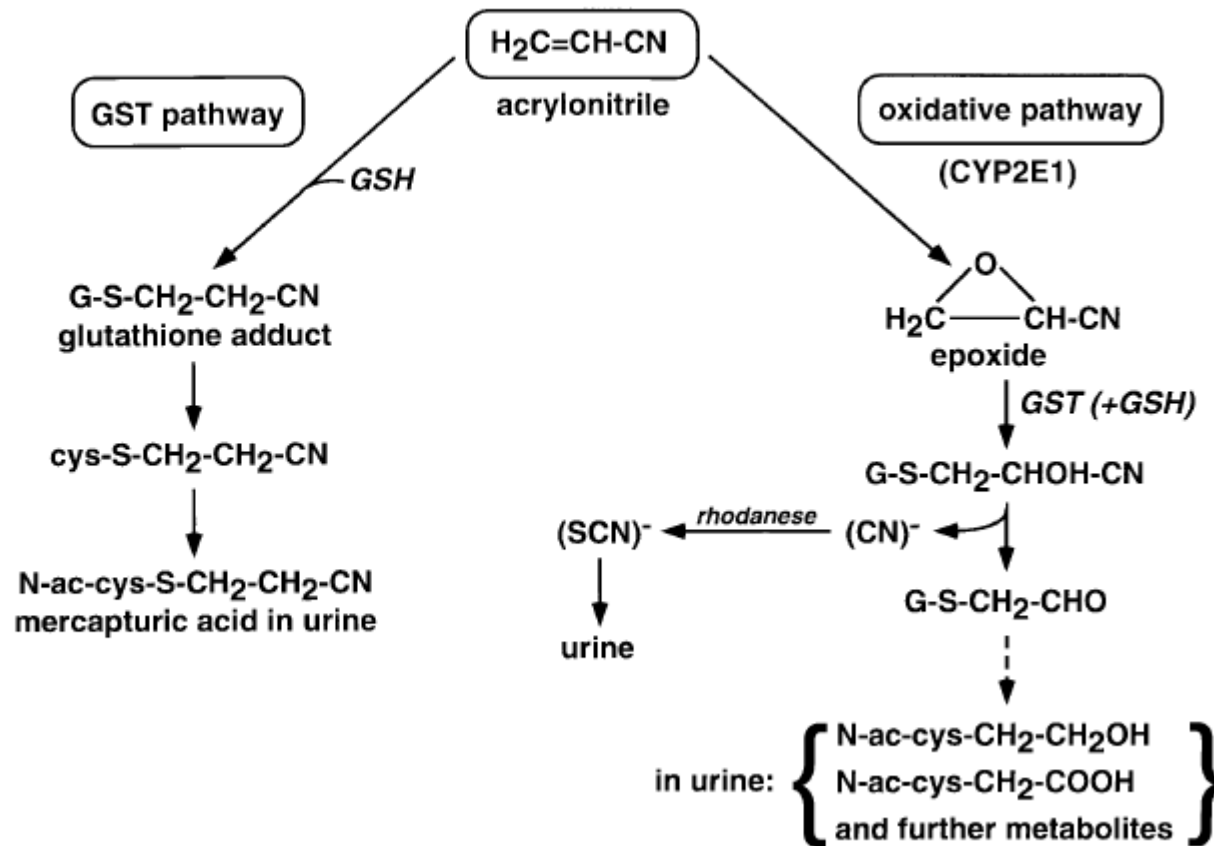 H₂C=CH-CN
acrylonitrile
GST pathway
oxidative pathway
(CYP2E1)
GSH
G-S-CH₂-CH₂-CN
glutathione adduct
O
H₂C
CH-CN
epoxide
GST (+GSH)
cys-S-CH₂-CH₂-CN
G-S-CH₂-CHOH-CN
(SCN)⁻
rhodanese
(CN)⁻
N-ac-cys-S-CH₂-CH₂-CN
mercapturic acid in urine
G-S-CH₂-CHO
urine
in urine:
N-ac-cys-CH₂-CH₂OH
N-ac-cys-CH₂-COOH
and further metabolites